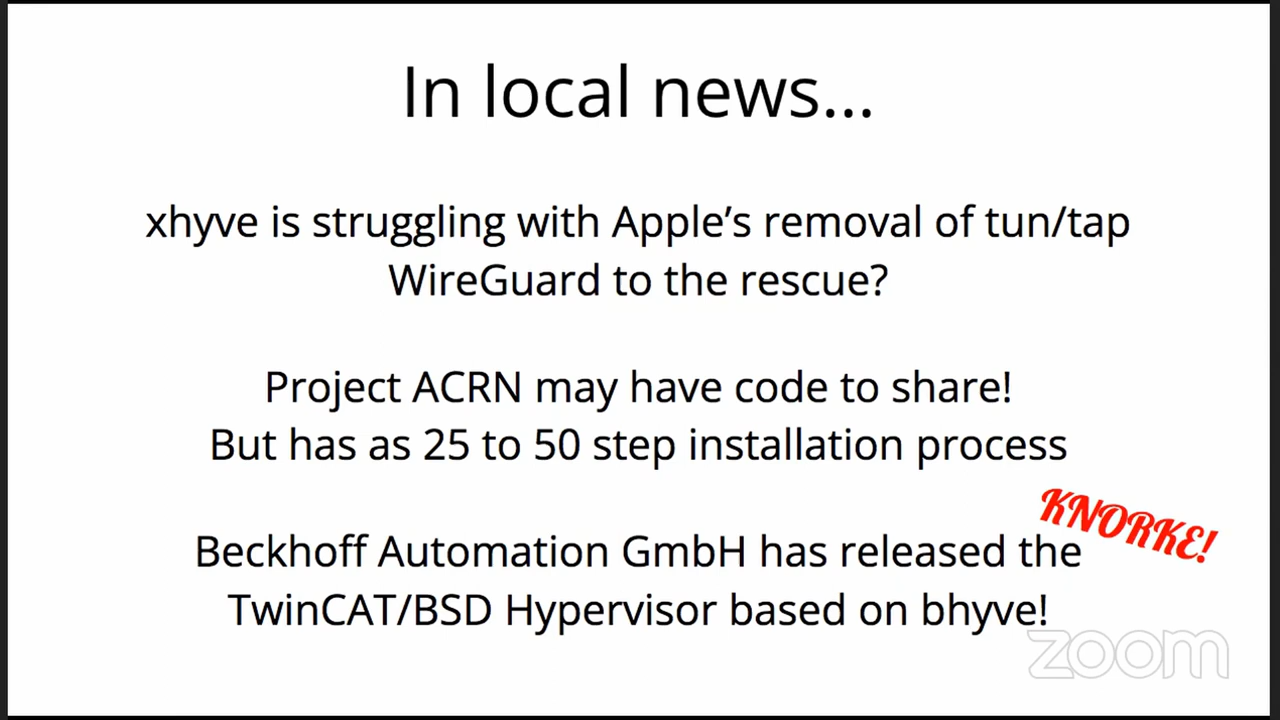 In local news...
xhyve is struggling with Apple’s removal of tun/tap
WireGuard to the rescue?
Project ACRN may have code to share!
But has as 25 to 50 step installation process
KNORKE!
Beckhoff Automation GmbH has released the
TwinCAT/BSD Hypervisor based on bhyve!
zoom